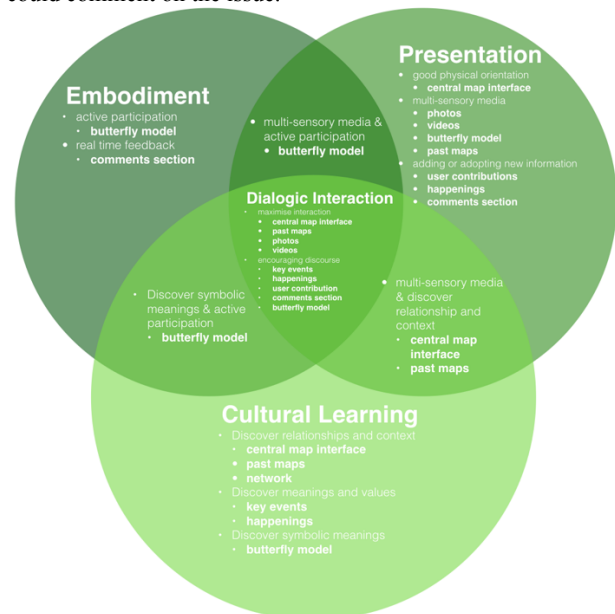 could comment on the issue.
Embodiment
• active participation
• butterfly model
• real time feedback
• comments section
• multi-sensory media &
active participation
• butterfly model
Presentation
• good physical orientation
• central map interface
• multi-sensory media
• photos
• videos
• butterfly model
• past maps
• adding or adopting new information
• user contributions
• happenings
• comments section
Dialogic Interaction
• maximise interaction
• central map interface
• past maps
• photos
• videos
• encouraging discourse
• key events
• happenings
• user contribution
• comments section
• butterfly model
• Discover symbolic
meanings & active
participation
• butterfly model
• multi-sensory media
& discover
relationship and
context
• central map
interface
• past maps
Cultural Learning
• Discover relationships and context
• central map interface
• past maps
• network
• Discover meanings and values
• key events
• happenings
• Discover symbolic meanings
• butterfly model